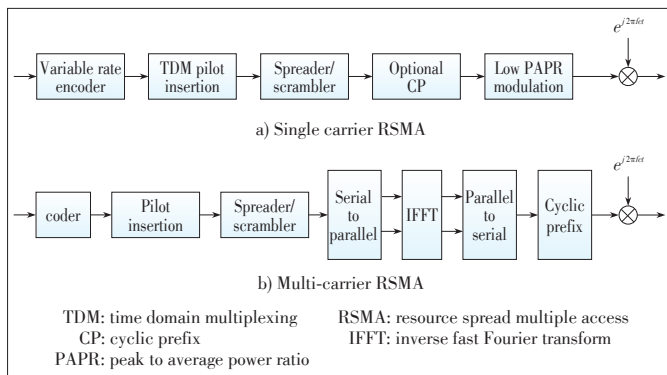 e^{j2πfct}
Variable rate
encoder
TDM pilot
insertion
Spreader/
scrambler
Optional
CP
Low PAPR
modulation
a) Single carrier RSMA
e^{j2πfct}
coder
Pilot
insertion
Spreader/
scrambler
Serial
to
parallel
IFFT
Parallel
to
serial
Cyclic
prefix
b) Multi-carrier RSMA
TDM: time domain multiplexing
RSMA: resource spread multiple access
CP: cyclic prefix
IFFT: inverse fast Fourier transform
PAPR: peak to average power ratio